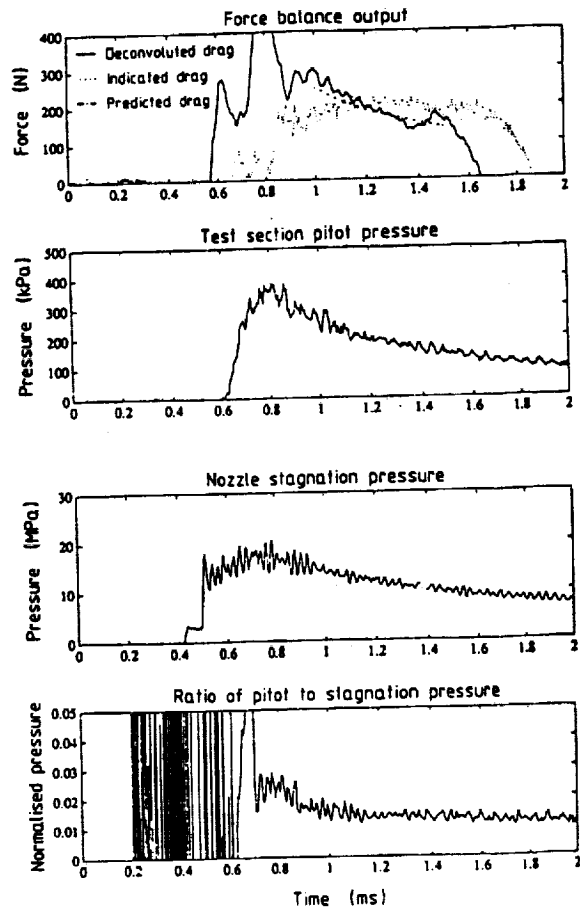 Force balance output
Force (N)
400
300
200
100
0
Deconvoluted drag
Indicated drag
Predicted drag
0 0.2 0.4 0.6 0.8 1 1.2 1.4 1.6 1.8 2
Test section pitot pressure
Pressure (kPa)
500
400
300
200
100
0
0 0.2 0.4 0.6 0.8 1 1.2 1.4 1.6 1.8 2
Nozzle stagnation pressure
Pressure (MPa)
30
20
10
0
0 0.2 0.4 0.6 0.8 1 1.2 1.4 1.6 1.8 2
Ratio of pitot to stagnation pressure
Normalised pressure
0.05
0.04
0.03
0.02
0.01
0
0 0.2 0.4 0.6 0.8 1 1.2 1.4 1.6 1.8 2
Time (ms)